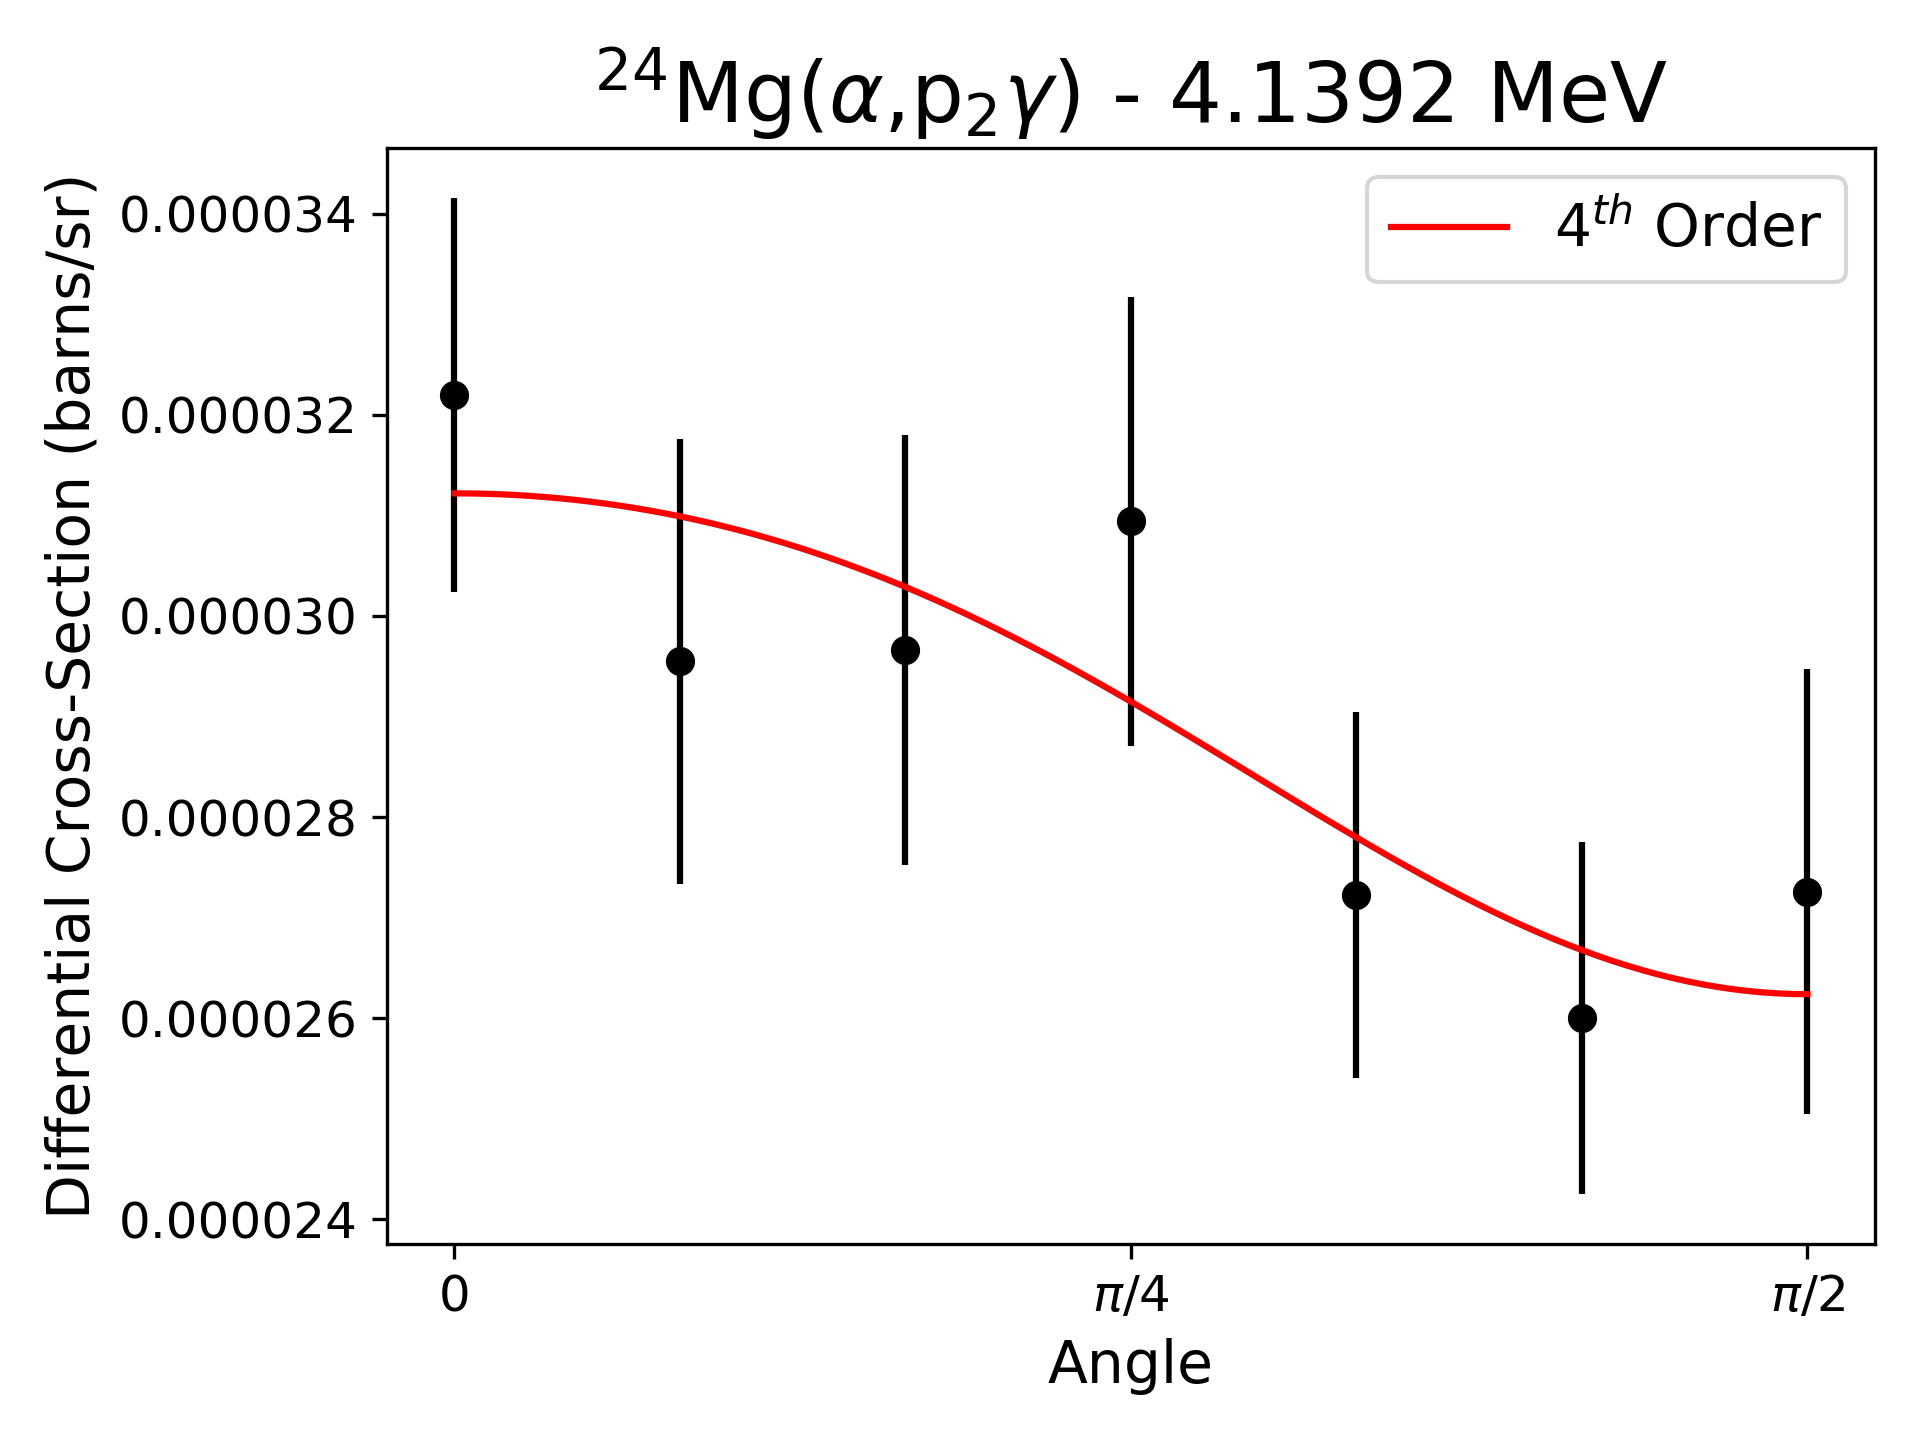 ²⁴Mg(α,p₂γ) - 4.1392 MeV
4ᵗʰ Order
Differential Cross-Section (barns/sr)
0.000034
0.000032
0.000030
0.000028
0.000026
0.000024
0 π/4 π/2
Angle